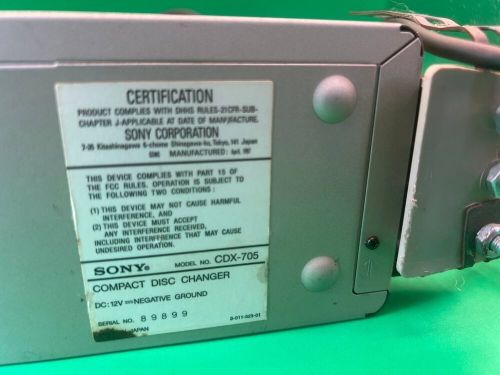 CERTIFICATION
PRODUCT COMPLIES WITH DHHS RULES-21CFR-SUB-
CHAPTER J-APPLICABLE AT DATE OF MANUFACTURE.
SONY CORPORATION
7-35 Kitashinagawa 6-chome Shinagawa-ku, Tokyo, 141 Japan
MANUFACTURED: April, 1987
THIS DEVICE COMPLIES WITH PART 15 OF
THE FCC RULES. OPERATION IS SUBJECT TO
THE FOLLOWING TWO CONDITIONS :
(1) THIS DEVICE MAY NOT CAUSE HARMFUL
INTERFERENCE, AND
(2) THIS DEVICE MUST ACCEPT
ANY INTERFERENCE RECEIVED,
INCLUDING INTERFERENCE THAT MAY CAUSE
UNDESIRED OPERATION.
SONY® MODEL NO. CDX-705
COMPACT DISC CHANGER
DC:12V ⎓ NEGATIVE GROUND
SERIAL NO. 89899
JAPAN